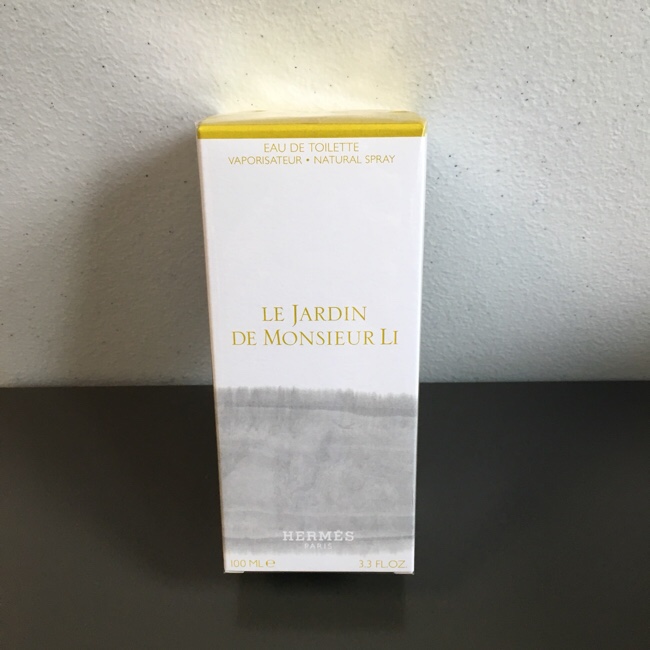 EAU DE TOILETTE
VAPORISATEUR • NATURAL SPRAY
LE JARDIN
DE MONSIEUR LI
HERMÈS
PARIS
100 ML ℮ 3.3 FL.OZ.